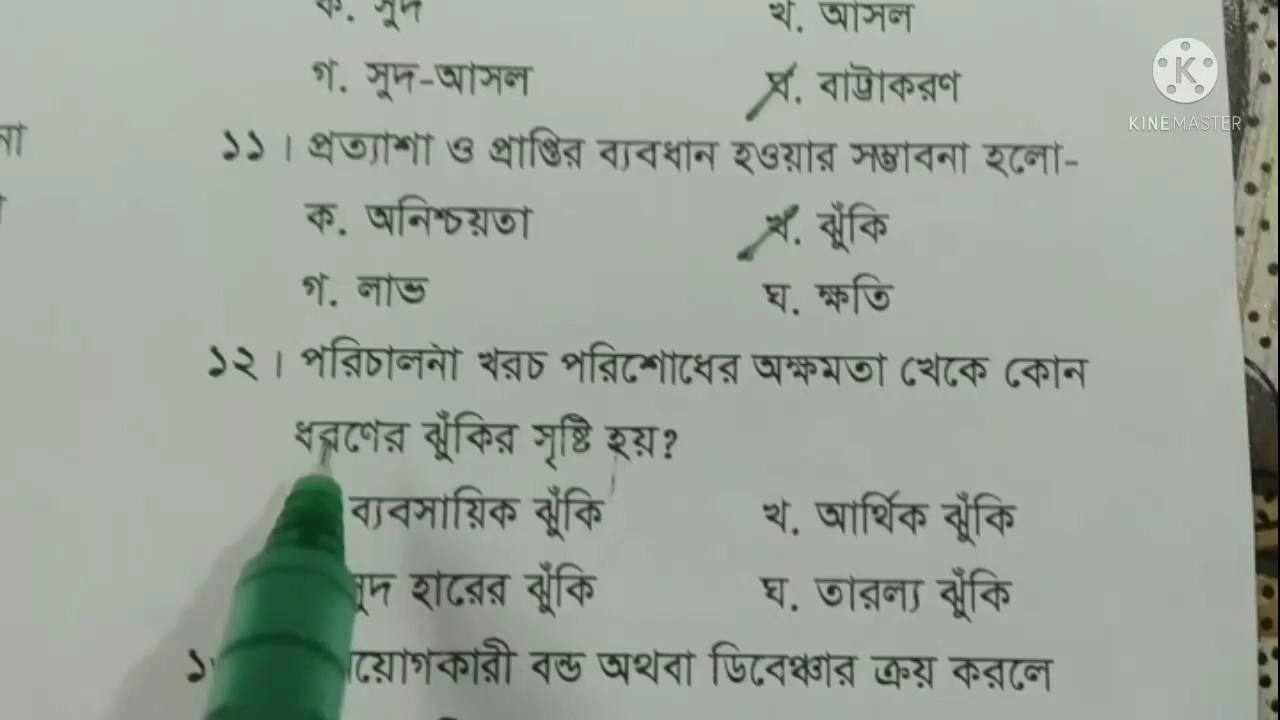 ক. সুদ
খ. আসল
গ. সুদ-আসল
ঘ. বাট্টাকরণ
১১। প্রত্যাশা ও প্রাপ্তির ব্যবধান হওয়ার সম্ভাবনা হলো-
ক. অনিশ্চয়তা
খ. ঝুঁকি
গ. লাভ
ঘ. ক্ষতি
১২। পরিচালনা খরচ পরিশোধের অক্ষমতা থেকে কোন
ধরণের ঝুঁকির সৃষ্টি হয়?
ব্যবসায়িক ঝুঁকি
খ. আর্থিক ঝুঁকি
সুদ হারের ঝুঁকি
ঘ. তারল্য ঝুঁকি
বন্ড অথবা ডিবেঞ্চার ক্রয় করলে
KINEMASTER